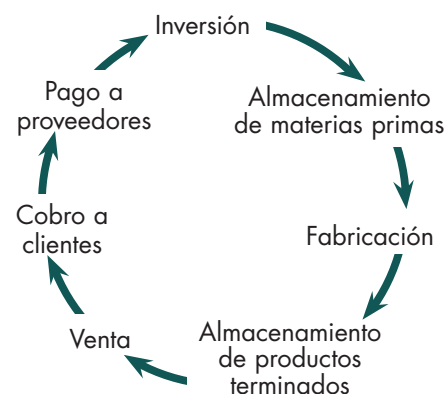 Inversión
Almacenamiento
de materias primas
Fabricación
Almacenamiento
de productos
terminados
Venta
Cobro a
clientes
Pago a
proveedores